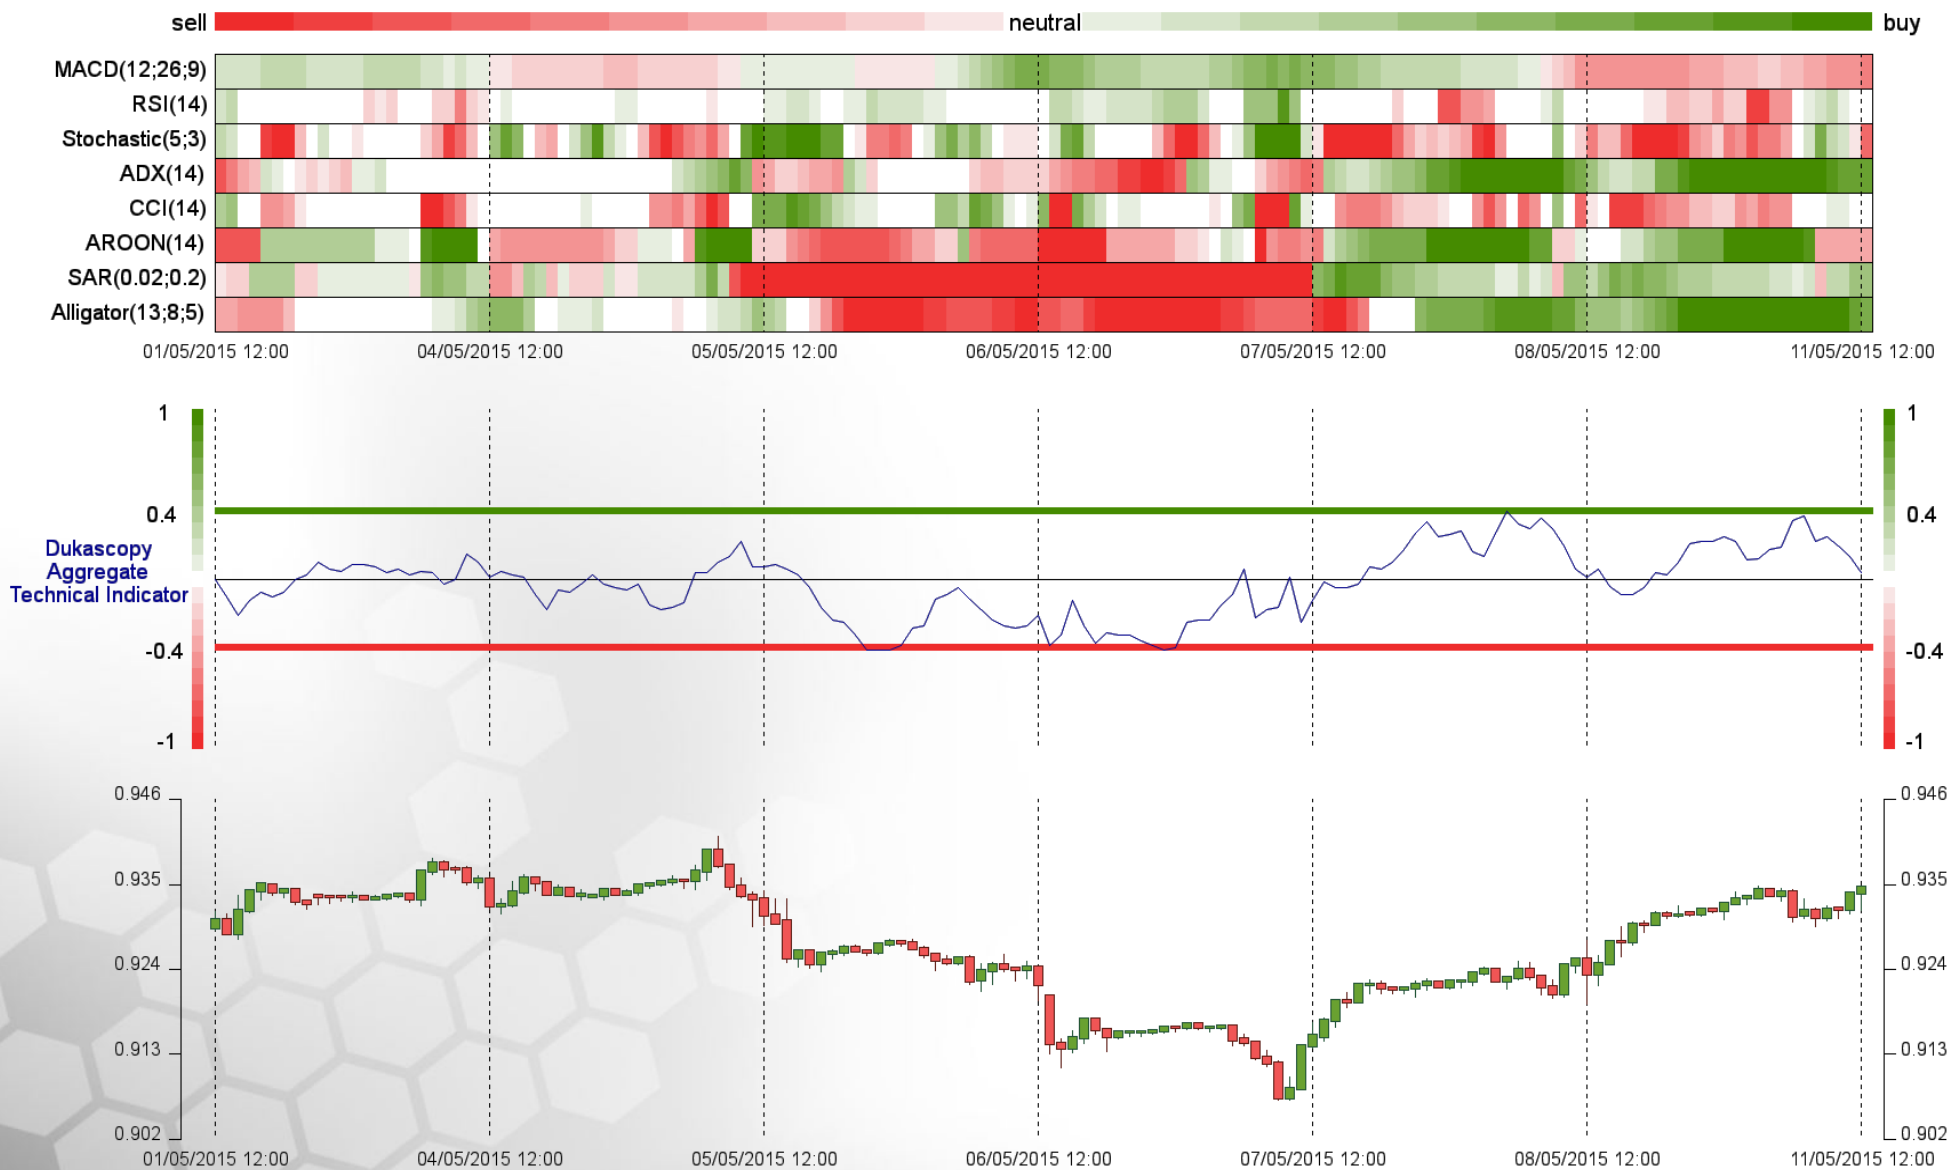 sell neutral buy
MACD(12;26;9)
RSI(14)
Stochastic(5;3)
ADX(14)
CCI(14)
AROON(14)
SAR(0.02;0.2)
Alligator(13;8;5)
01/05/2015 12:00 04/05/2015 12:00 05/05/2015 12:00 06/05/2015 12:00 07/05/2015 12:00 08/05/2015 12:00 11/05/2015 12:00
1 1
0.4 0.4
Dukascopy
Aggregate
Technical Indicator
-0.4 -0.4
-1 -1
0.946 0.946
0.935 0.935
0.924 0.924
0.913 0.913
0.902 0.902
01/05/2015 12:00 04/05/2015 12:00 05/05/2015 12:00 06/05/2015 12:00 07/05/2015 12:00 08/05/2015 12:00 11/05/2015 12:00